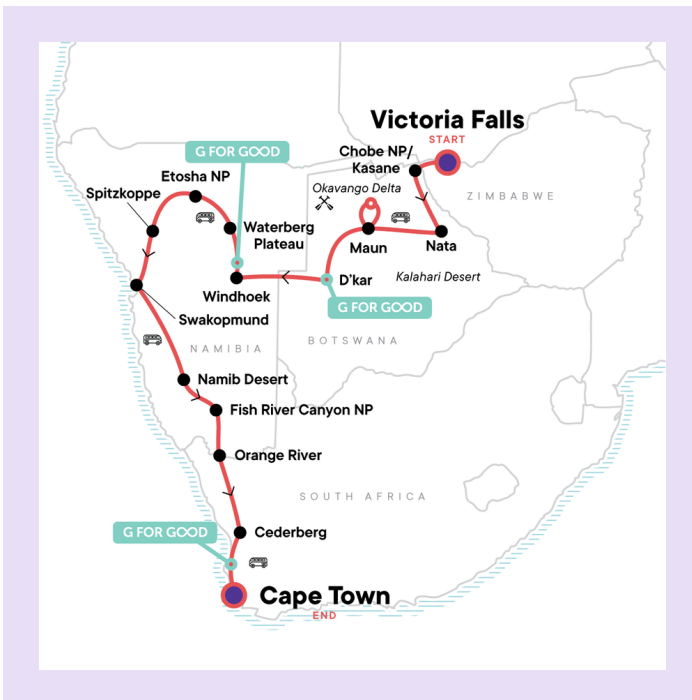 Victoria Falls
START
Chobe NP/
Kasane
G FOR GOOD
Etosha NP
Okavango Delta
ZIMBABWE
Spitzkoppe
Waterberg
Plateau
Maun
Nata
Windhoek
D'kar
Kalahari Desert
G FOR GOOD
Swakopmund
NAMIBIA
BOTSWANA
Namib Desert
Fish River Canyon NP
Orange River
SOUTH AFRICA
G FOR GOOD
Cederberg
Cape Town
END